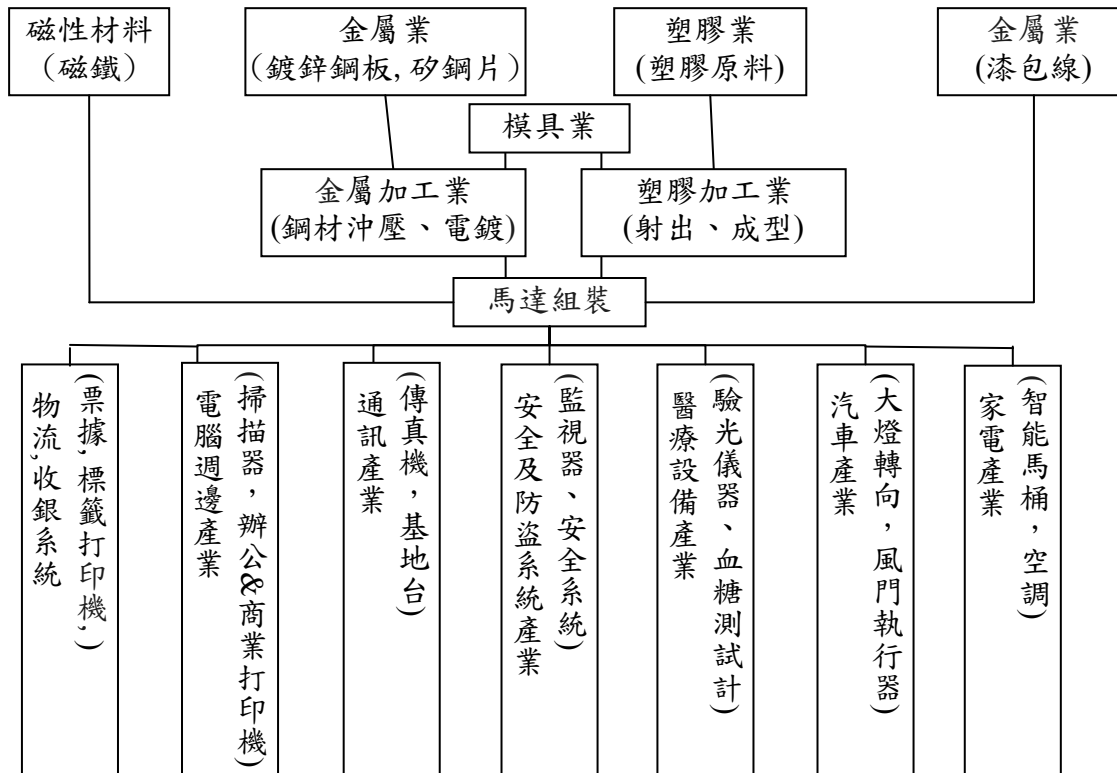 磁性材料
（磁鐵）
金屬業
（鍍鋅鋼板,矽鋼片）
塑膠業
(塑膠原料)
金屬業
(漆包線)
模具業
金屬加工業
(鋼材沖壓、電鍍)
塑膠加工業
(射出、成型)
馬達組裝
物流,收銀系統
(票據,標籤打印機,)
電腦週邊產業
(掃描器，辦公&商業打印機)
通訊產業
(傳真機，基地台)
安全及防盜系統產業
(監視器、安全系統)
醫療設備產業
(驗光儀器、血糖測試計)
汽車產業
(大燈轉向，風門執行器)
家電產業
(智能馬桶，空調)